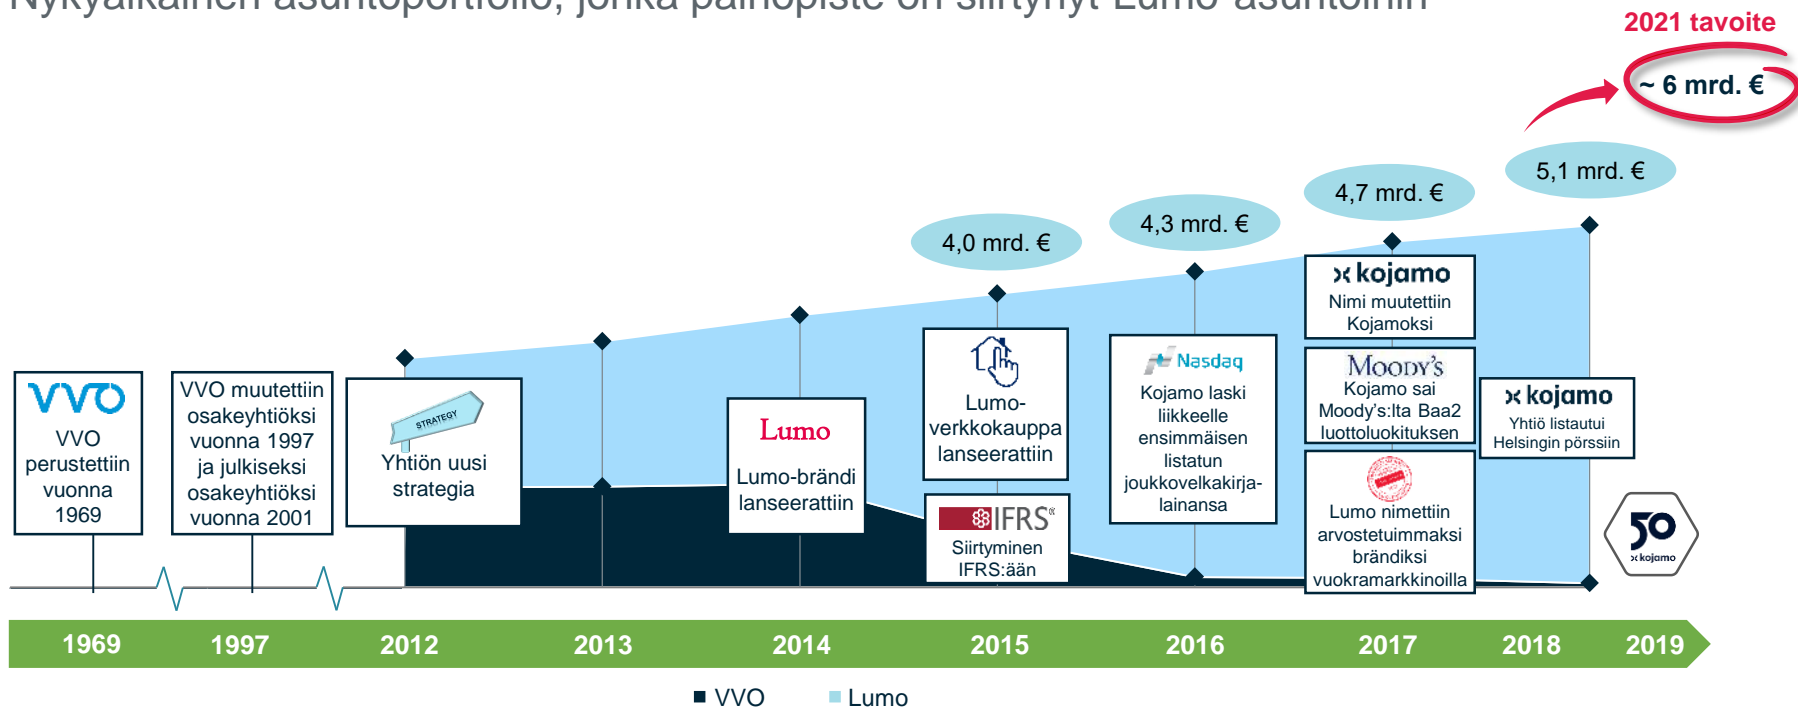 Nykyaikainen asuntoportfolio, jonka painopiste on siirtynyt Lumo-asuntoihin
2021 tavoite
~ 6 mrd. €
5,1 mrd. €
4,7 mrd. €
4,3 mrd. €
4,0 mrd. €
VVO
VVO
perustettiin
vuonna
1969
VVO muutettiin
osakeyhtiöksi
vuonna 1997
ja julkiseksi
osakeyhtiöksi
vuonna 2001
STRATEGY
Yhtiön uusi
strategia
Lumo
Lumo-brändi
lanseerattiin
Lumo-
verkkokauppa
lanseerattiin
IFRS®
Siirtyminen
IFRS:ään
Nasdaq
Kojamo laski
liikkeelle
ensimmäisen
listatun
joukkovelkakirja-
lainansa
kojamo
Nimi muutettiin
Kojamoksi
MOODY'S
Kojamo sai
Moody's:lta Baa2
luottoluokituksen
Lumo nimettiin
arvostetuimmaksi
brändiksi
vuokramarkkinoilla
kojamo
Yhtiö listautui
Helsingin pörssiin
50
kojamo
1969
1997
2012
2013
2014
2015
2016
2017
2018
2019
VVO
Lumo